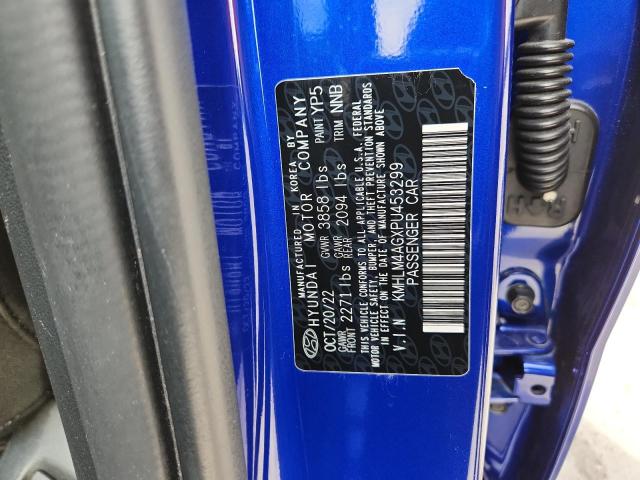 MANUFACTURED IN KOREA BY
HYUNDAI MOTOR COMPANY
OCT/20/22 GVWR 3858 lbs PAINT YP5
GAWR FRONT 2271 lbs GAWR REAR 2094 lbs TRIM NNB
THIS VEHICLE CONFORMS TO ALL APPLICABLE U.S.A. FEDERAL
MOTOR VEHICLE SAFETY, BUMPER, AND THEFT PREVENTION STANDARDS
IN EFFECT ON THE DATE OF MANUFACTURE SHOWN ABOVE
V.I.N KMHLM4AGXPU453299
PASSENGER CAR